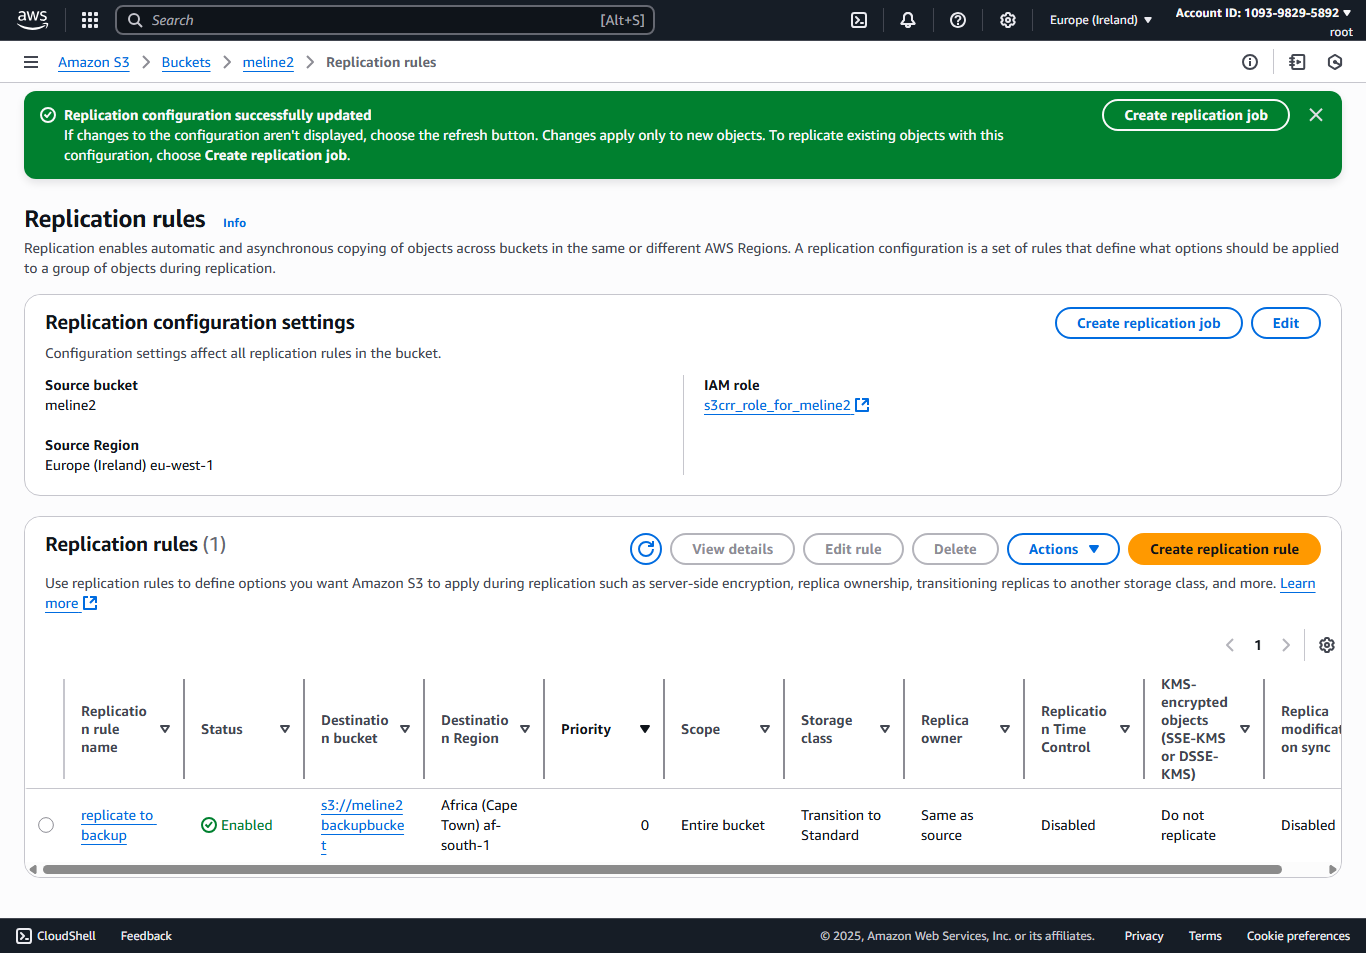 aws
Search
[Alt+S]
Europe (Ireland)
Account ID: 1093-9829-5892
root
Amazon S3
Buckets
meline2
Replication rules
Replication configuration successfully updated
If changes to the configuration aren't displayed, choose the refresh button. Changes apply only to new objects. To replicate existing objects with this
configuration, choose Create replication job.
Create replication job
Replication rules
Info
Replication enables automatic and asynchronous copying of objects across buckets in the same or different AWS Regions. A replication configuration is a set of rules that define what options should be applied
to a group of objects during replication.
Replication configuration settings
Create replication job
Edit
Configuration settings affect all replication rules in the bucket.
Source bucket
meline2
Source Region
Europe (Ireland) eu-west-1
IAM role
s3crr_role_for_meline2
Replication rules (1)
View details
Edit rule
Delete
Actions
Create replication rule
Use replication rules to define options you want Amazon S3 to apply during replication such as server-side encryption, replica ownership, transitioning replicas to another storage class, and more. Learn
more
1
Replicatio
n rule
name
Status
Destinatio
n bucket
Destinatio
n Region
Priority
Scope
Storage
class
Replica
owner
Replicatio
n Time
Control
KMS-
encrypted
objects
(SSE-KMS
or DSSE-
KMS)
Replica
modificat
on sync
replicate to
backup
Enabled
s3://meline2
backupbucke
t
Africa (Cape
Town) af-
south-1
0
Entire bucket
Transition to
Standard
Same as
source
Disabled
Do not
replicate
Disabled
CloudShell
Feedback
© 2025, Amazon Web Services, Inc. or its affiliates.
Privacy
Terms
Cookie preferences